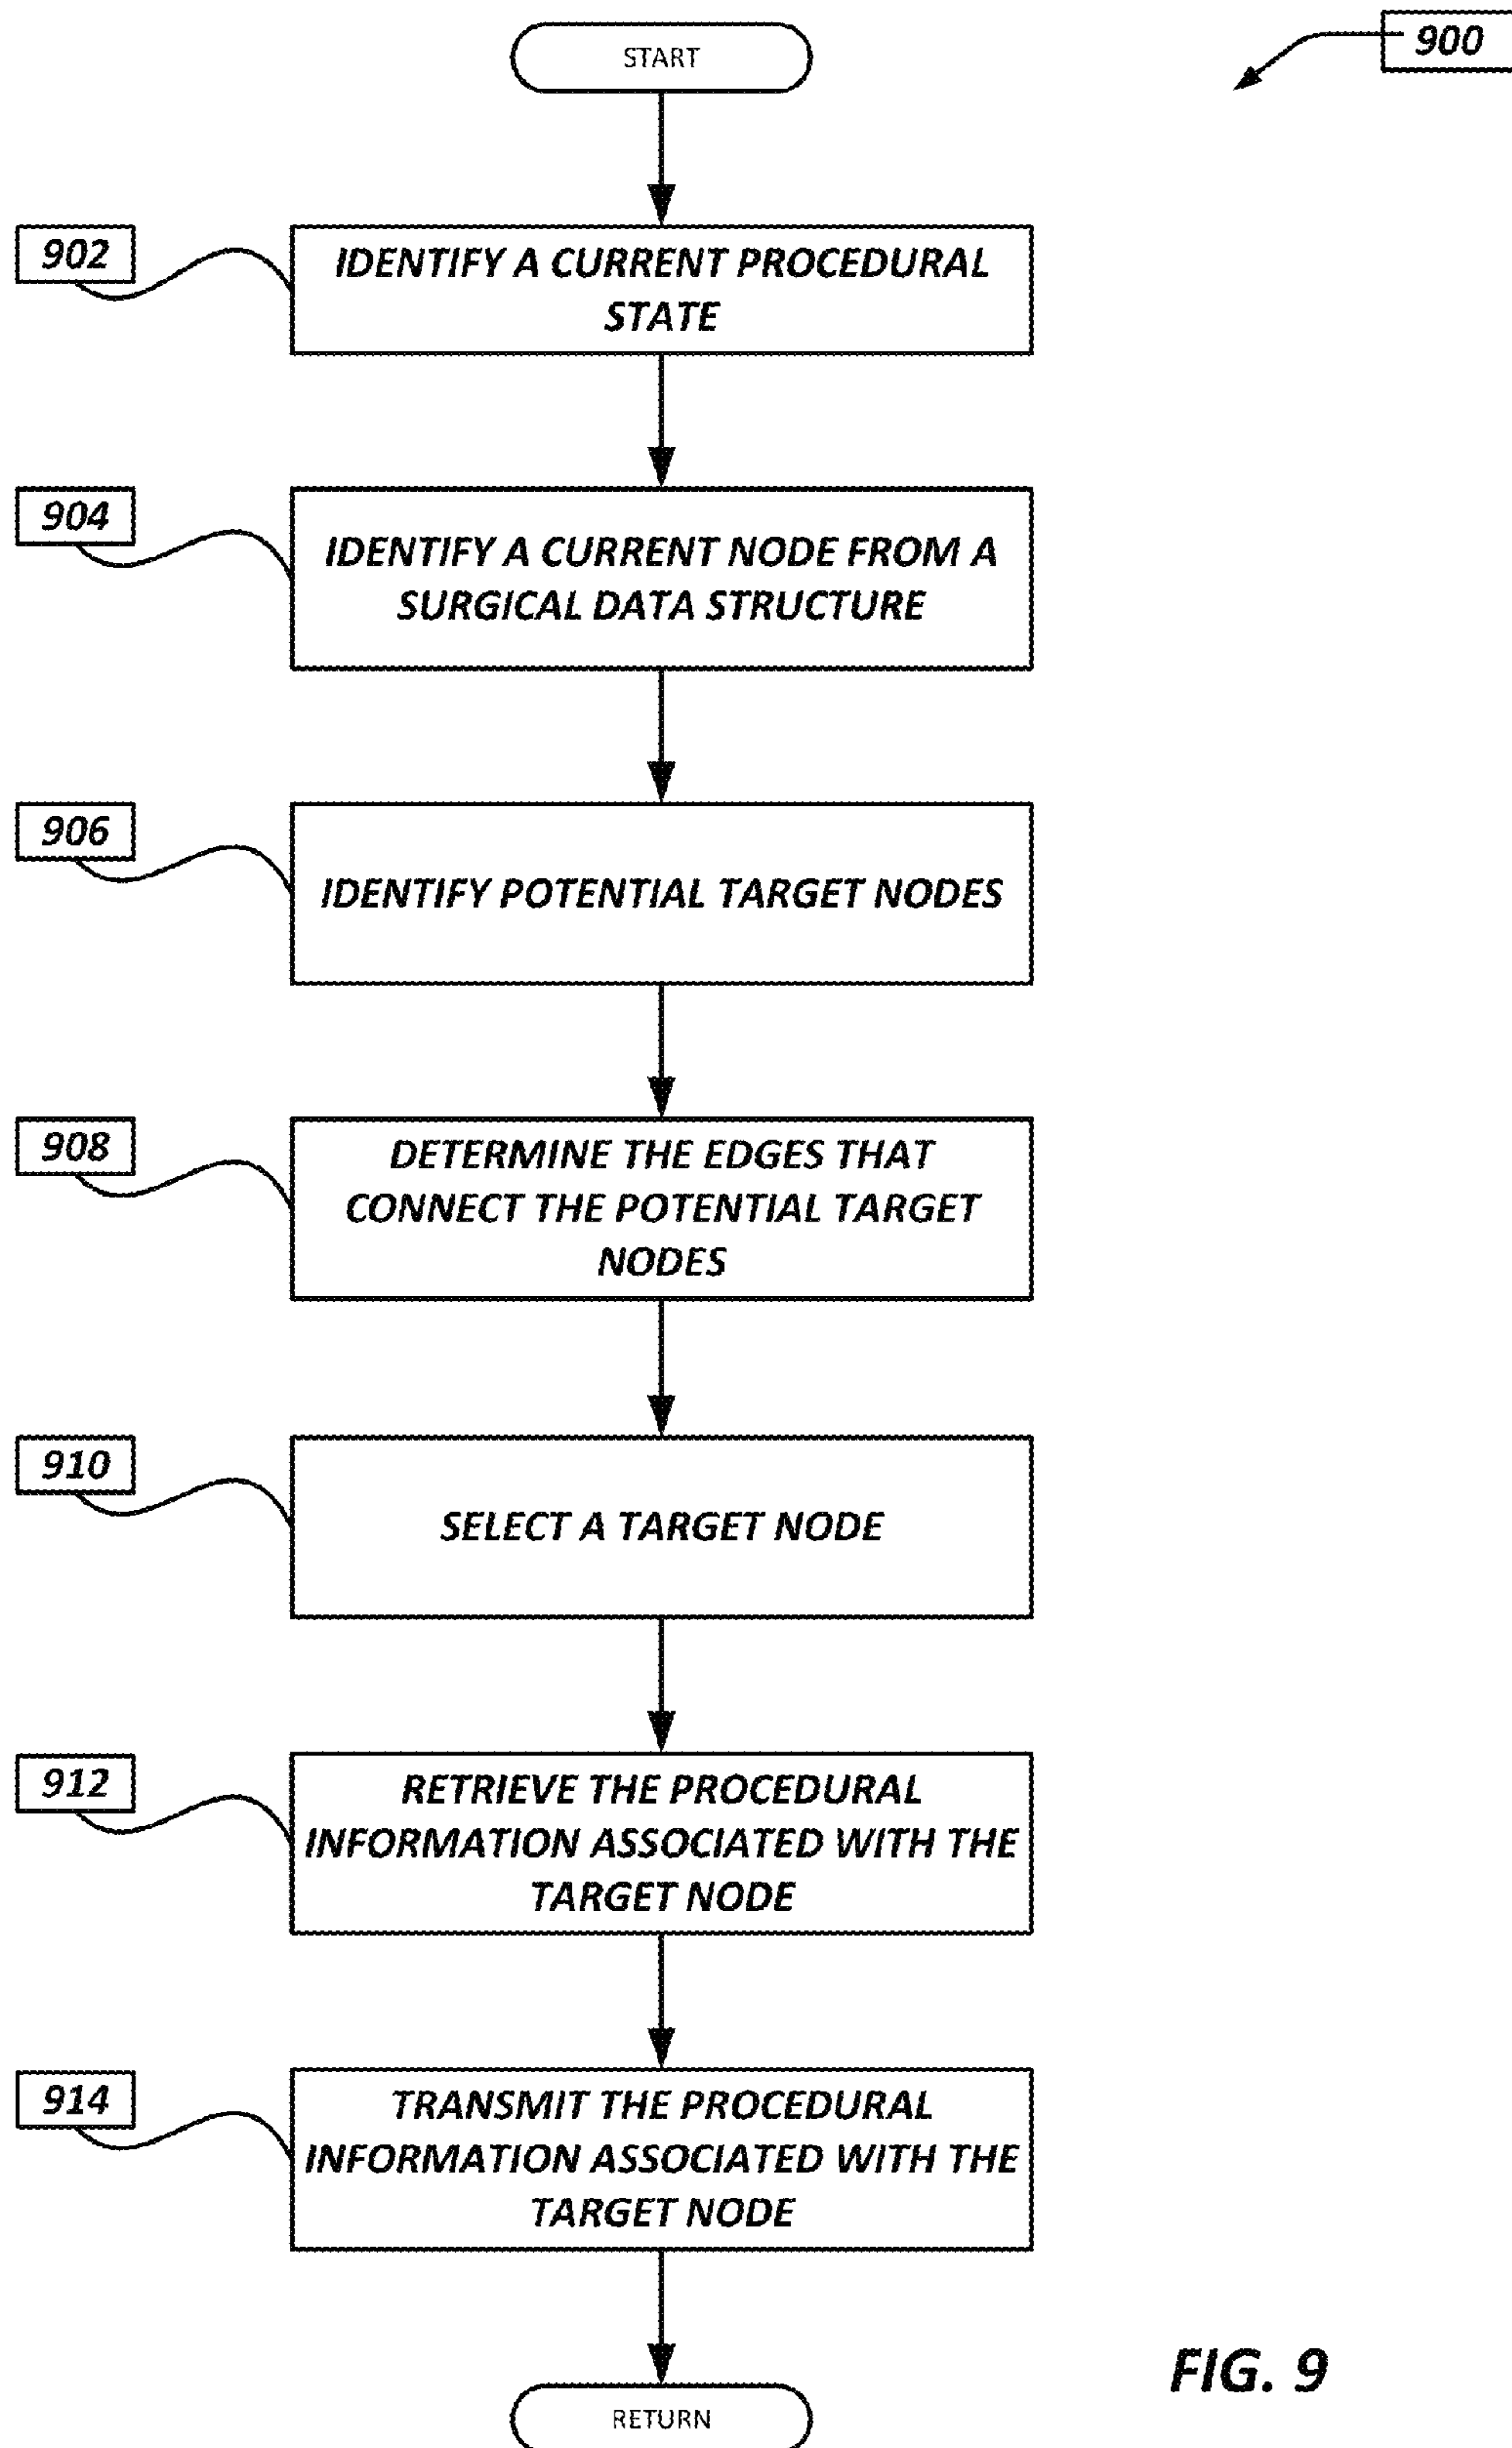 START
900
902
IDENTIFY A CURRENT PROCEDURAL
STATE
904
IDENTIFY A CURRENT NODE FROM A
SURGICAL DATA STRUCTURE
906
IDENTIFY POTENTIAL TARGET NODES
908
DETERMINE THE EDGES THAT
CONNECT THE POTENTIAL TARGET
NODES
910
SELECT A TARGET NODE
912
RETRIEVE THE PROCEDURAL
INFORMATION ASSOCIATED WITH THE
TARGET NODE
914
TRANSMIT THE PROCEDURAL
INFORMATION ASSOCIATED WITH THE
TARGET NODE
RETURN
FIG. 9